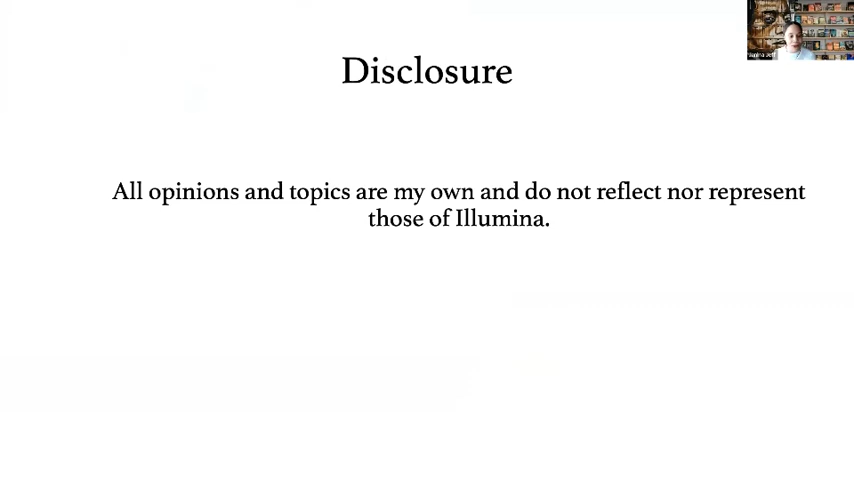 Disclosure
All opinions and topics are my own and do not reflect nor represent
those of Illumina.